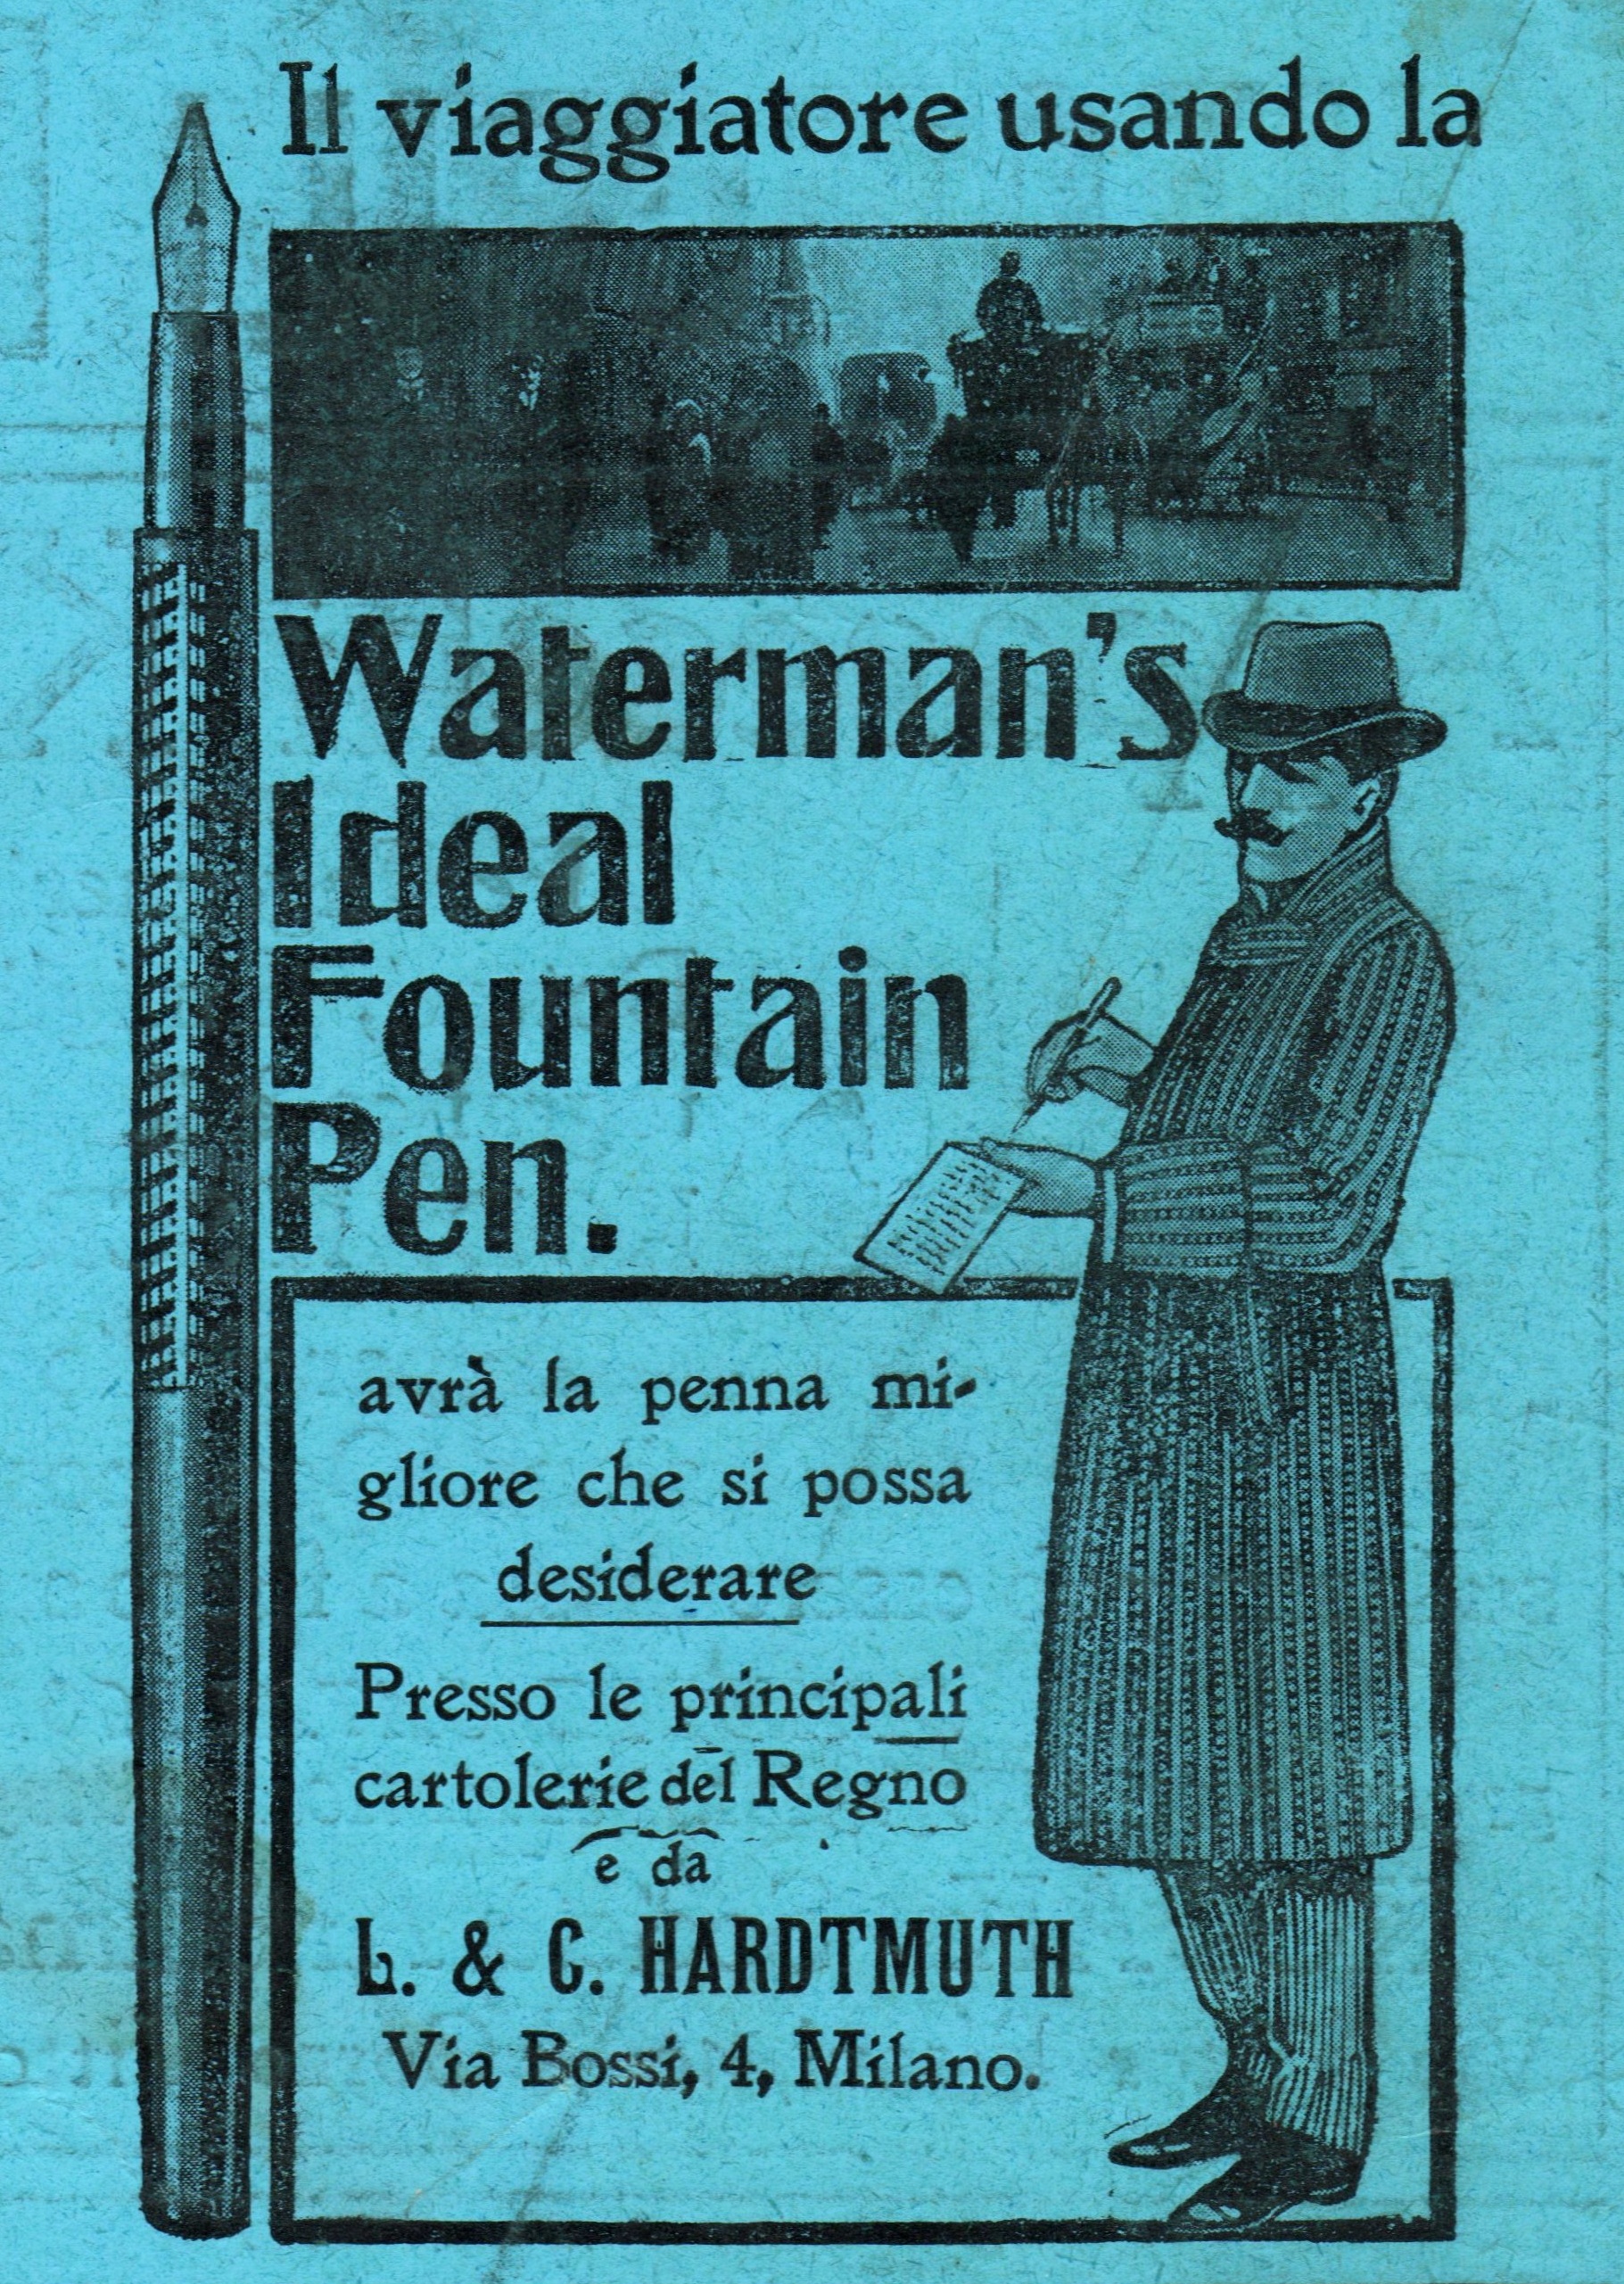 Il viaggiatore usando la
Waterman's
Ideal
Fountain
Pen.
avrà la penna mi-
gliore che si possa
desiderare
Presso le principali
cartolerie del Regno
e da
L. & C. HARDTMUTH
Via Bossi, 4, Milano.